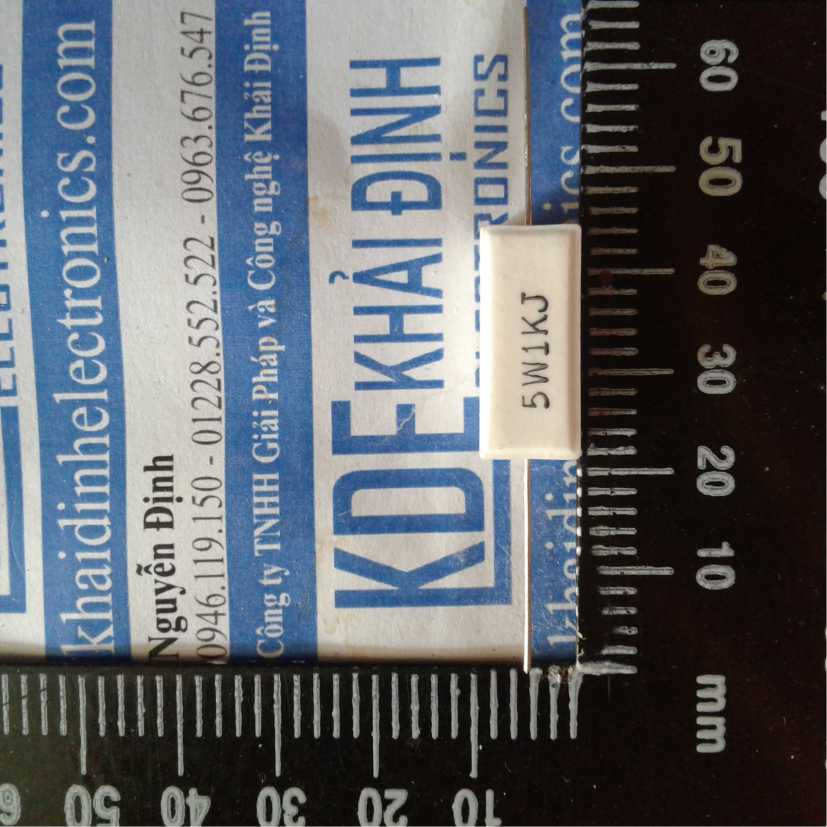 khaidinhelectronics.com
Nguyễn Định
0946.119.150 - 01228.552.522 - 0963.676.547
Công ty TNHH Giải Pháp và Công nghệ Khải Định
KDE KHẢI ĐỊNH
5W1KJ
60
50
40
30
20
10
mm
50
40
30
20
10